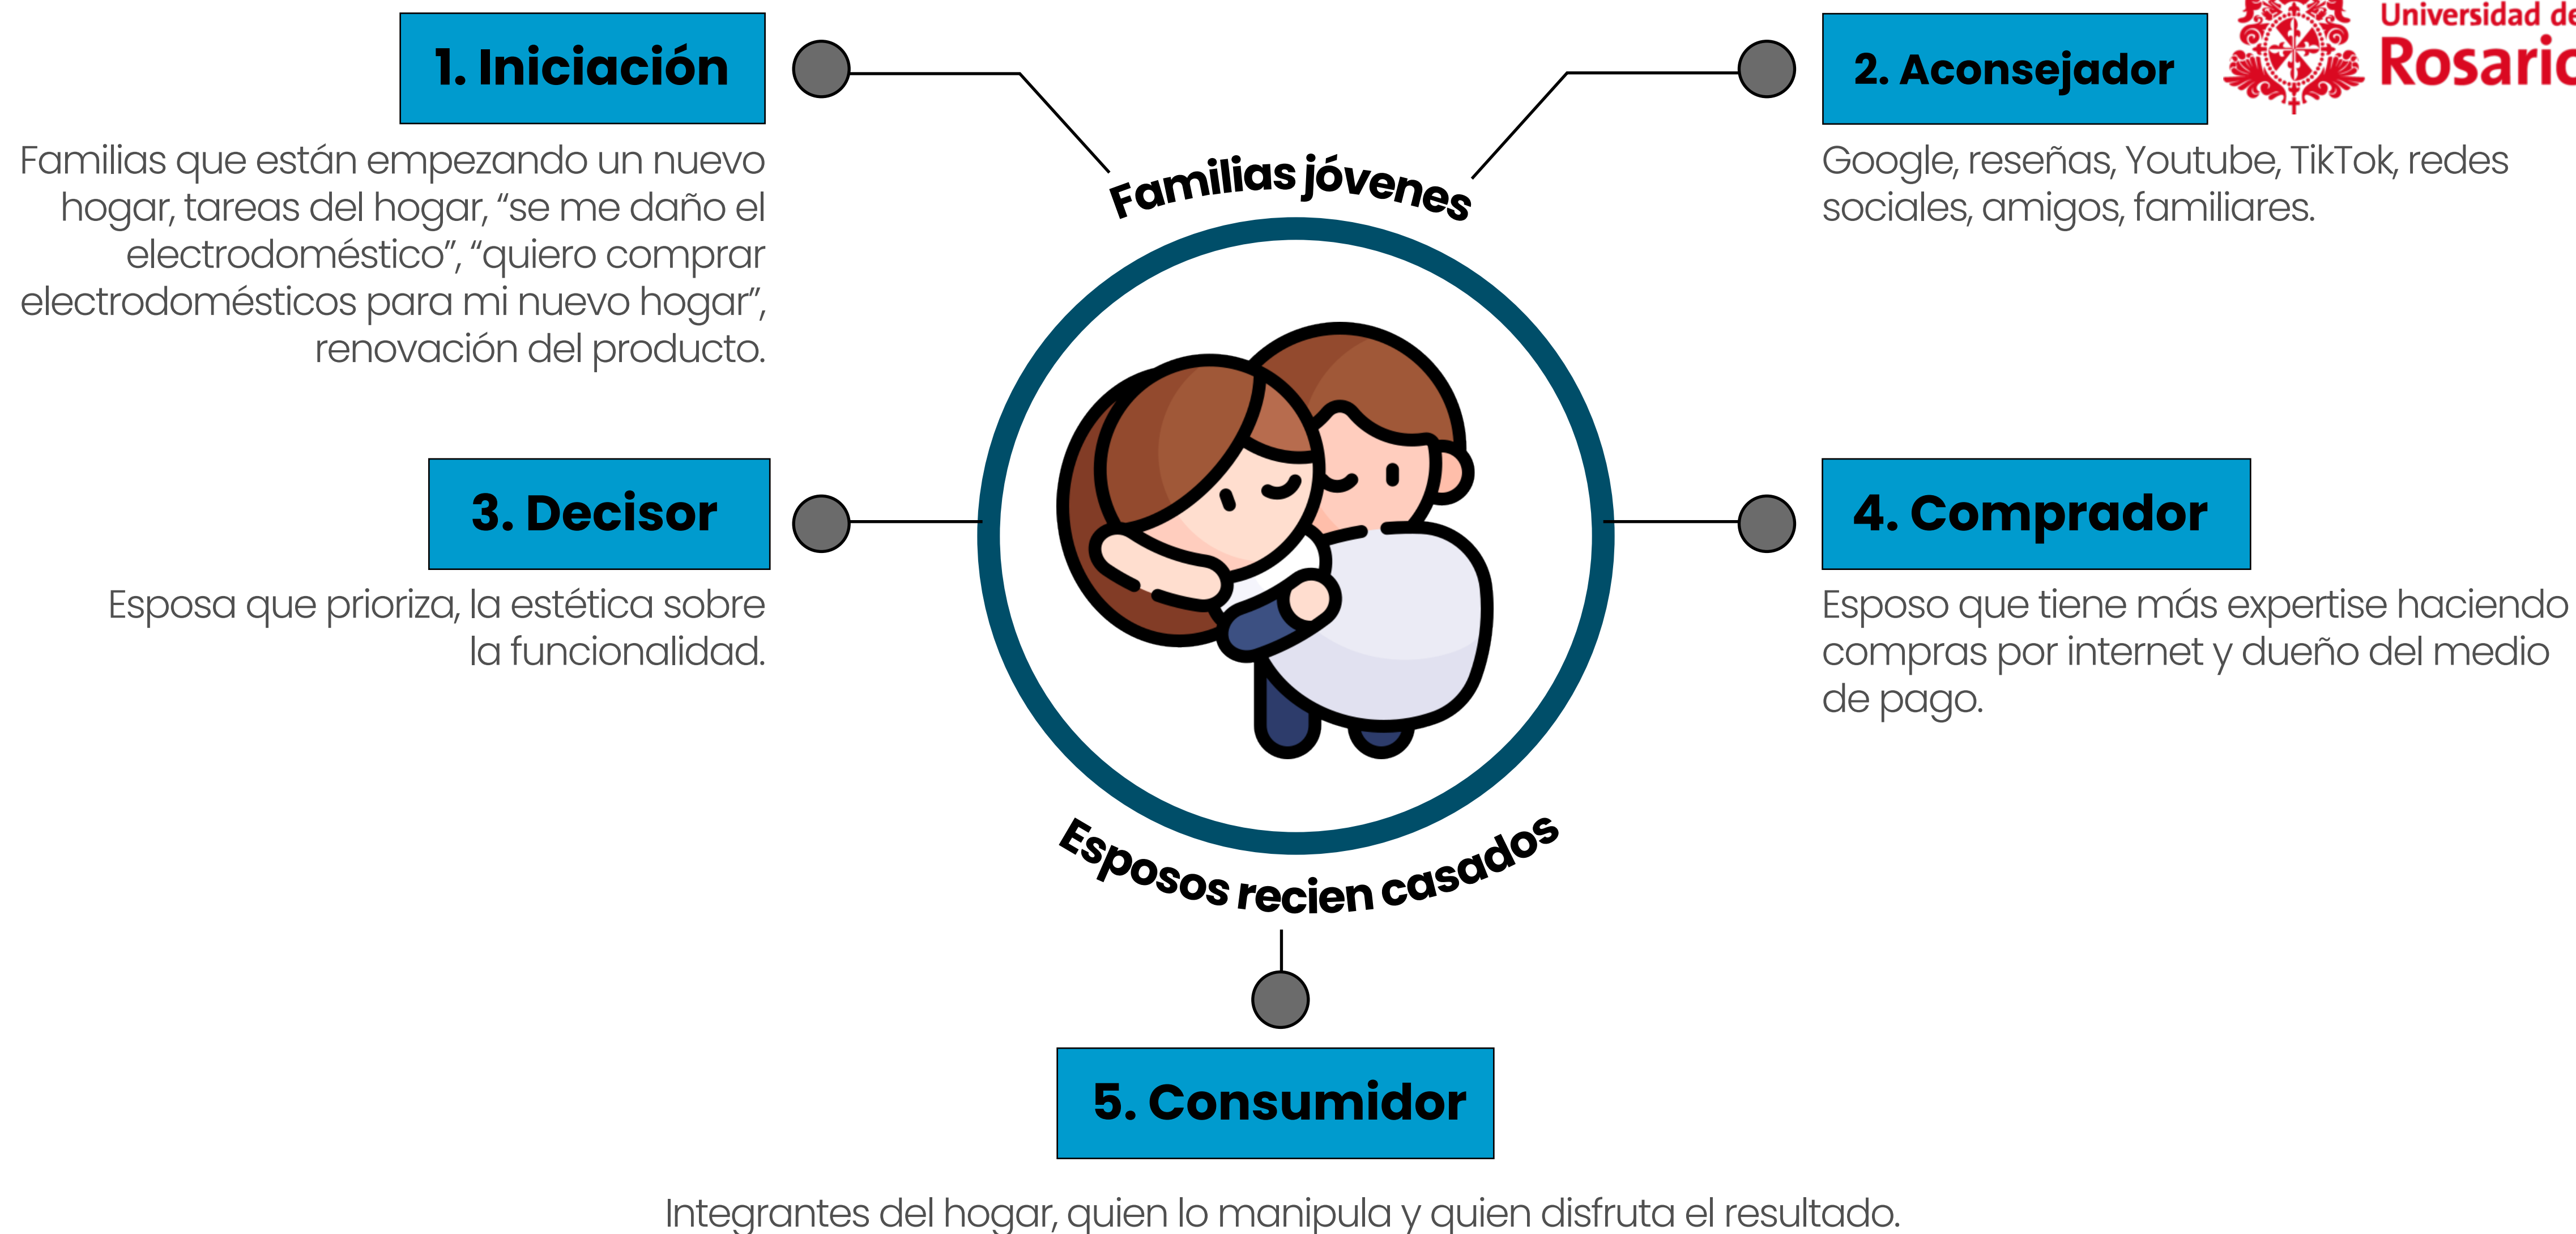 1. Iniciación
Familias que están empezando un nuevo
hogar, tareas del hogar, “se me daño el
electrodoméstico”, “quiero comprar
electrodomésticos para mi nuevo hogar”,
renovación del producto.
2. Aconsejador
Universidad de
Rosario
Google, reseñas, Youtube, TikTok, redes
sociales, amigos, familiares.
Familias jóvenes
3. Decisor
Esposa que prioriza, la estética sobre
la funcionalidad.
4. Comprador
Esposo que tiene más expertise haciendo
compras por internet y dueño del medio
de pago.
Esposos recien casados
5. Consumidor
Integrantes del hogar, quien lo manipula y quien disfruta el resultado.